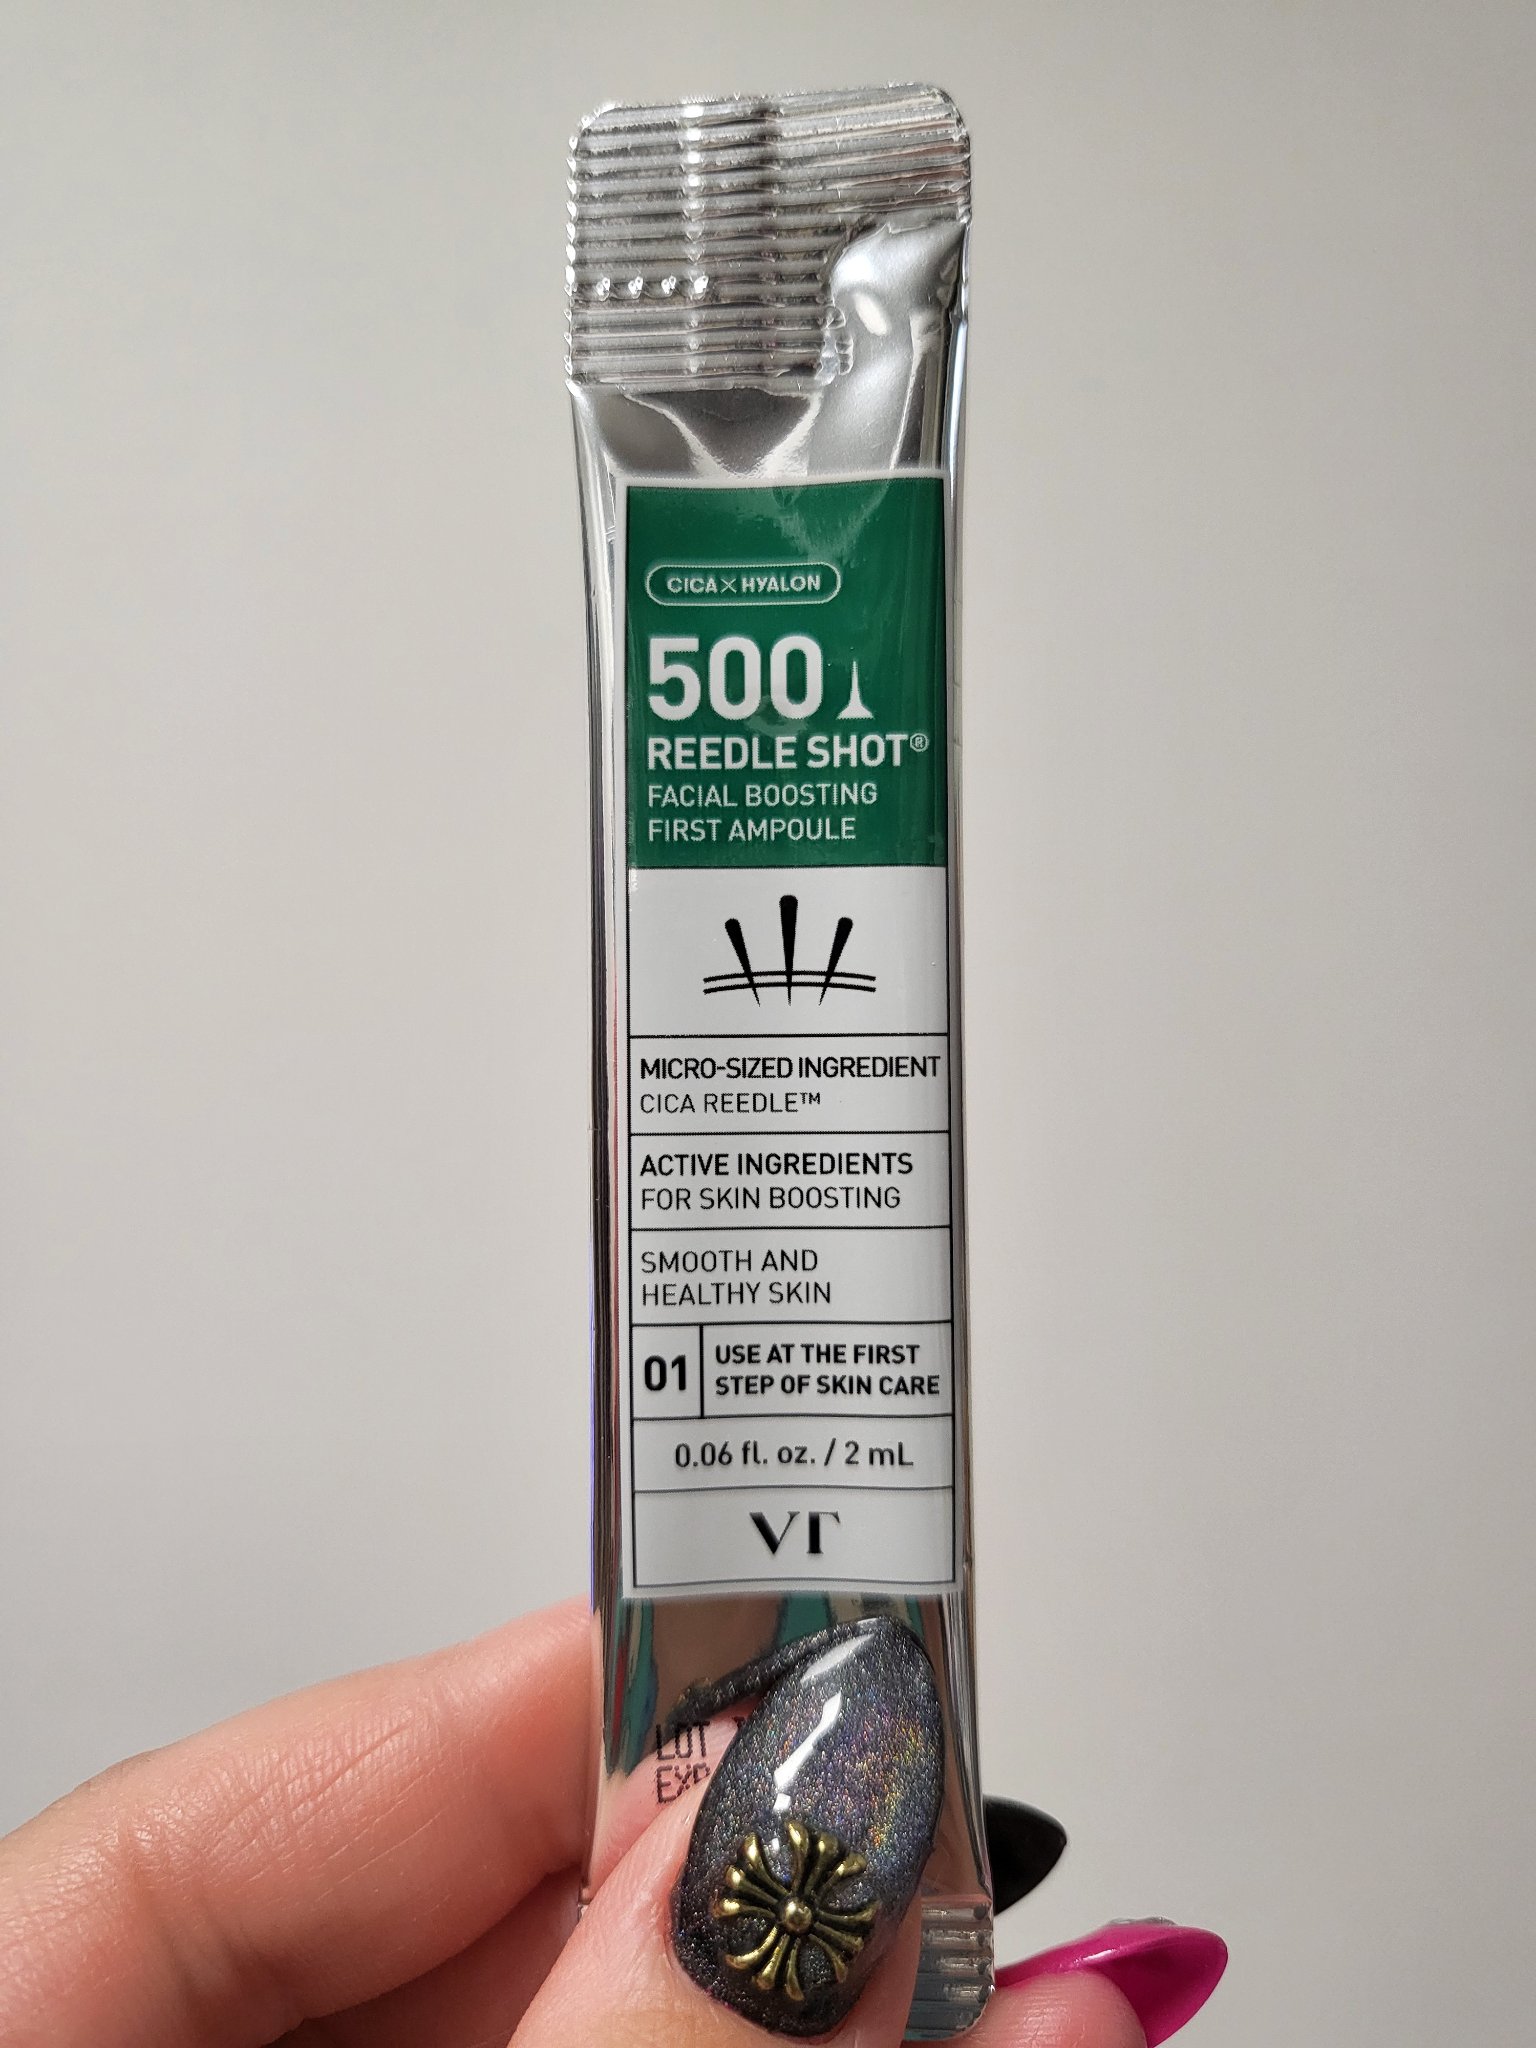 CICA×HYALON
500
REEDLE SHOT®
FACIAL BOOSTING
FIRST AMPOULE
MICRO-SIZED INGREDIENT
CICA REEDLE™
ACTIVE INGREDIENTS
FOR SKIN BOOSTING
SMOOTH AND
HEALTHY SKIN
01
USE AT THE FIRST
STEP OF SKIN CARE
0.06 fl. oz. / 2 mL
VT
LOT
EXP